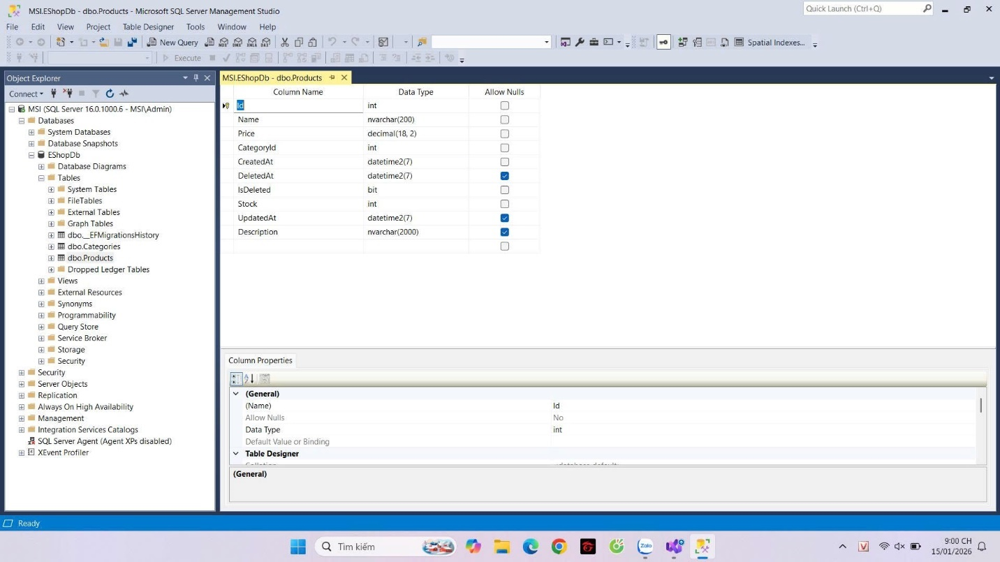 MSI.EShopDb - dbo.Products - Microsoft SQL Server Management Studio
Quick Launch (Ctrl+Q)
File Edit View Project Table Designer Tools Window Help
New Query MDX DMX XMLA DAX Spatial Indexes...
Execute
Object Explorer
MSI.EShopDb - dbo.Products
Connect
Column Name Data Type Allow Nulls
Id int
Name nvarchar(200)
Price decimal(18, 2)
CategoryId int
CreatedAt datetime2(7)
DeletedAt datetime2(7)
IsDeleted bit
Stock int
UpdatedAt datetime2(7)
Description nvarchar(2000)
MSI (SQL Server 16.0.1000.6 - MSI\Admin)
Databases
System Databases
Database Snapshots
EShopDb
Database Diagrams
Tables
System Tables
FileTables
External Tables
Graph Tables
dbo.__EFMigrationsHistory
dbo.Categories
dbo.Products
Dropped Ledger Tables
Views
External Resources
Synonyms
Programmability
Query Store
Service Broker
Storage
Security
Security
Server Objects
Replication
Always On High Availability
Management
Integration Services Catalogs
SQL Server Agent (Agent XPs disabled)
XEvent Profiler
Column Properties
(General)
(Name) Id
Allow Nulls No
Data Type int
Default Value or Binding
Table Designer
(General)
Ready
Tìm kiếm
Zalo
V
9:00 CH
15/01/2026